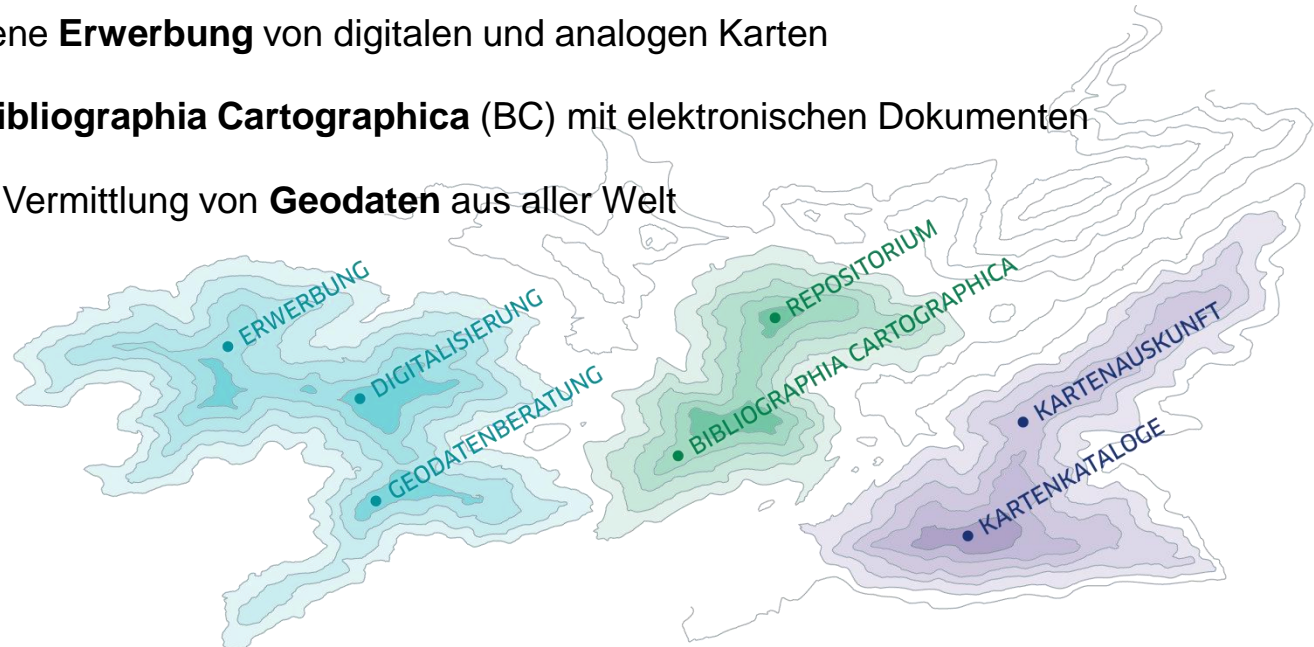 ene Erwerbung von digitalen und analogen Karten
ibliographia Cartographica (BC) mit elektronischen Dokumenten
Vermittlung von Geodaten aus aller Welt
ERWERBUNG
DIGITALISIERUNG
GEODATENBERATUNG
REPOSITORIUM
BIBLIOGRAPHIA CARTOGRAPHICA
KARTENAUSKUNFT
KARTENKATALOGE